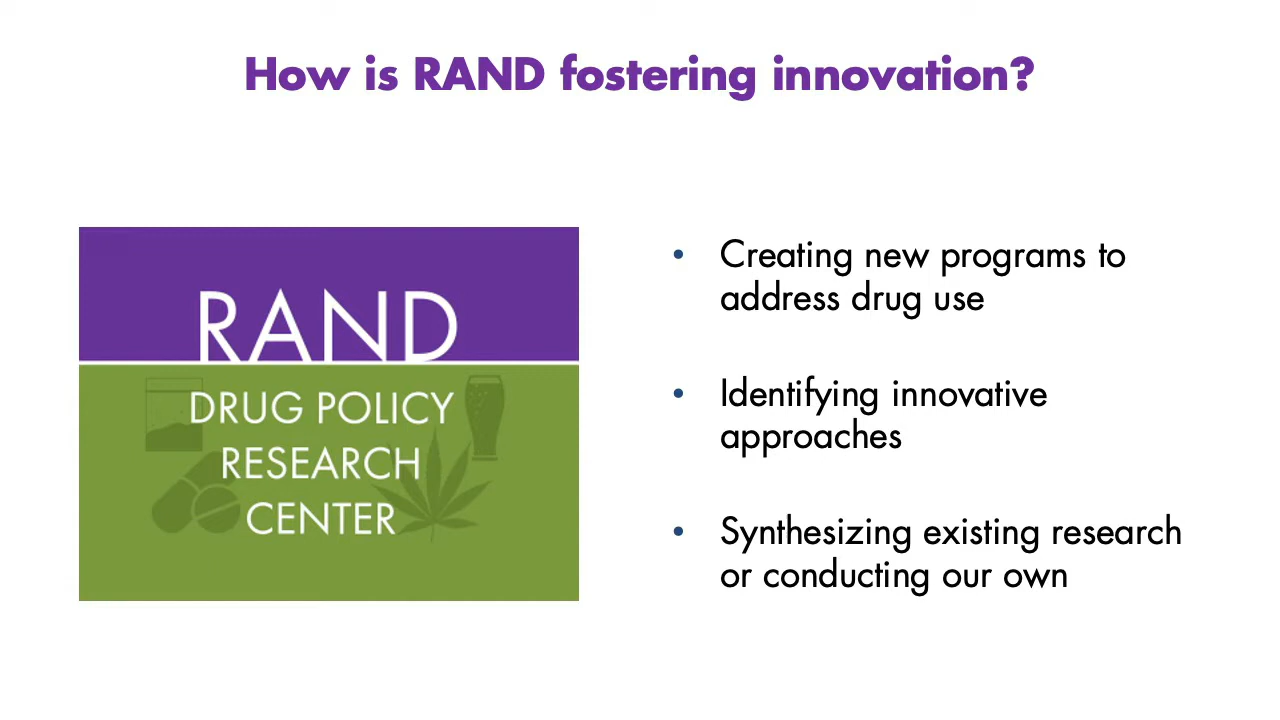 How is RAND fostering innovation?
RAND
DRUG POLICY
RESEARCH
CENTER
• Creating new programs to
address drug use
• Identifying innovative
approaches
• Synthesizing existing research
or conducting our own